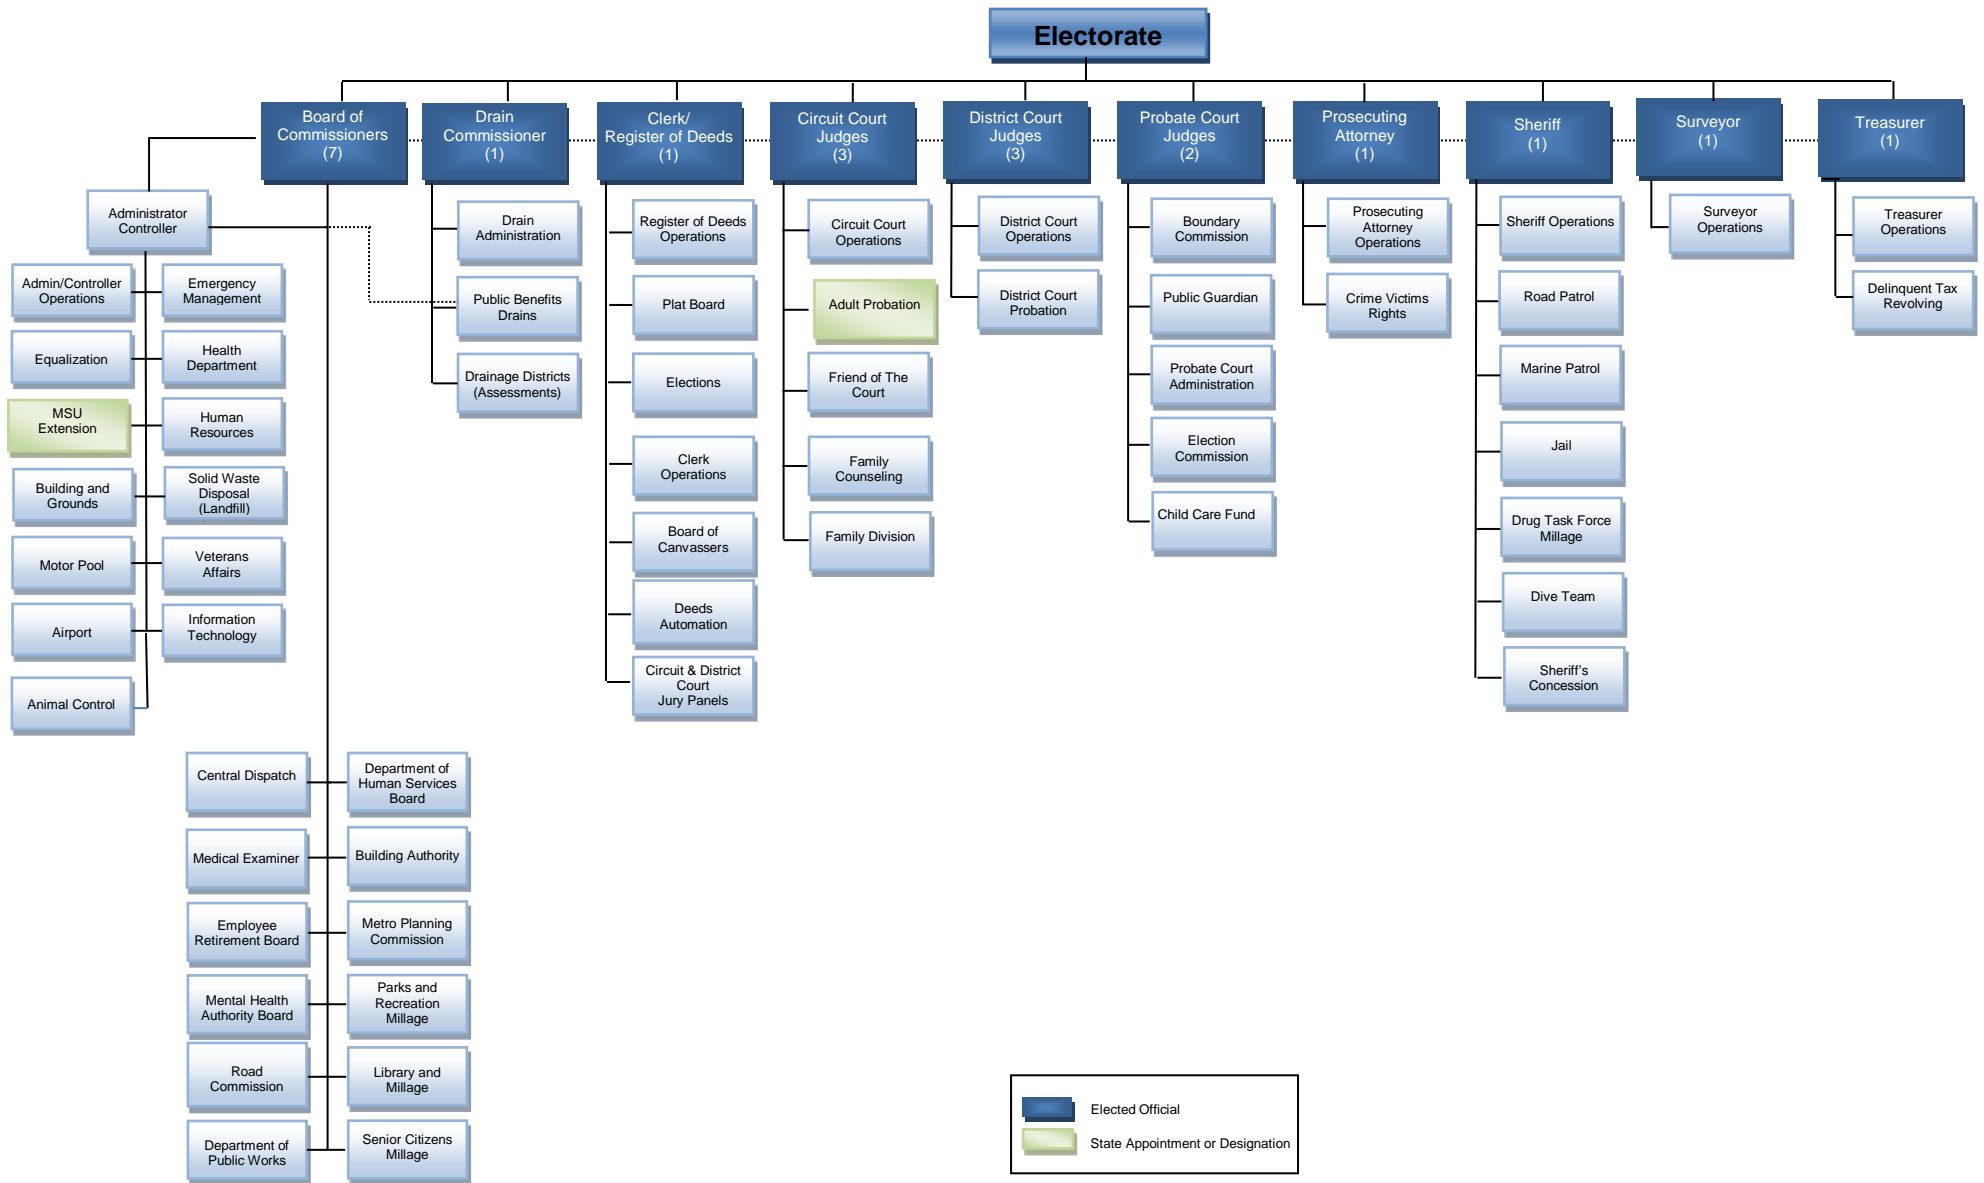 Electorate
Board of
Commissioners
(7)
Drain
Commissioner
(1)
Clerk/
Register of Deeds
(1)
Circuit Court
Judges
(3)
District Court
Judges
(3)
Probate Court
Judges
(2)
Prosecuting
Attorney
(1)
Sheriff
(1)
Surveyor
(1)
Treasurer
(1)
Administrator
Controller
Admin/Controller
Operations
Emergency
Management
Equalization
Health
Department
MSU
Extension
Human
Resources
Building and
Grounds
Solid Waste
Disposal
(Landfill)
Motor Pool
Veterans
Affairs
Airport
Information
Technology
Animal Control
Central Dispatch
Department of
Human Services
Board
Medical Examiner
Building Authority
Employee
Retirement Board
Metro Planning
Commission
Mental Health
Authority Board
Parks and
Recreation
Millage
Road
Commission
Library and
Millage
Department of
Public Works
Senior Citizens
Millage
Drain
Administration
Public Benefits
Drains
Drainage Districts
(Assessments)
Register of Deeds
Operations
Plat Board
Elections
Clerk
Operations
Board of
Canvassers
Deeds
Automation
Circuit & District
Court
Jury Panels
Circuit Court
Operations
Adult Probation
Friend of The
Court
Family
Counseling
Family Division
District Court
Operations
District Court
Probation
Boundary
Commission
Public Guardian
Probate Court
Administration
Election
Commission
Child Care Fund
Prosecuting
Attorney
Operations
Crime Victims
Rights
Sheriff Operations
Road Patrol
Marine Patrol
Jail
Drug Task Force
Millage
Dive Team
Sheriff's
Concession
Surveyor
Operations
Treasurer
Operations
Delinquent Tax
Revolving
Elected Official
State Appointment or Designation